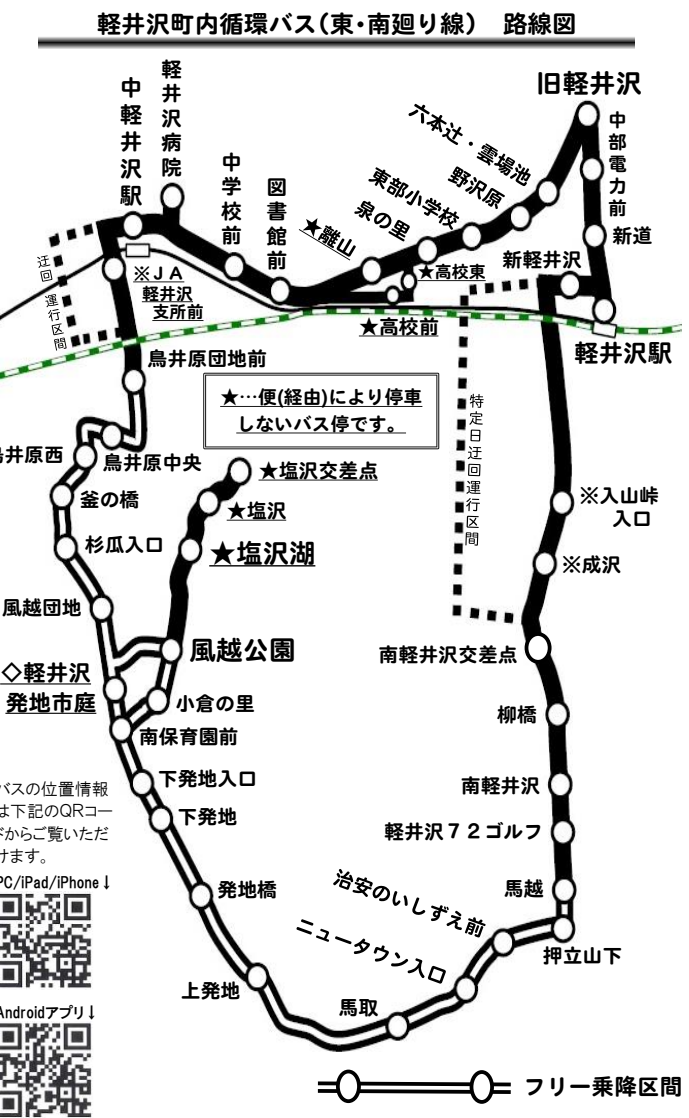 軽井沢町内循環バス(東・南廻り線)　路線図
旧軽井沢
中部電力前
新道
新軽井沢
軽井沢駅
六本辻・雲場池
野沢原
東部小学校
泉の里
★離山
★高校東
★高校前
図書館前
中学校前
軽井沢病院
中軽井沢駅
※ＪＡ
軽井沢
支所前
迂回　運行区間
鳥井原団地前
★…便(経由)により停車
しないバス停です。
特定日迂回運行区間
鳥井原中央
鳥井原西
釜の橋
杉瓜入口
風越団地
★塩沢交差点
★塩沢
★塩沢湖
風越公園
◇軽井沢
発地市庭
小倉の里
南保育園前
下発地入口
下発地
発地橋
上発地
馬取
ニュータウン入口
治安のいしずえ前
押立山下
馬越
軽井沢７２ゴルフ
南軽井沢
柳橋
南軽井沢交差点
※成沢
※入山峠
入口
バスの位置情報
は下記のQRコー
ドからご覧いただ
けます。
PC/iPad/iPhone↓
Androidアプリ↓
フリー乗降区間